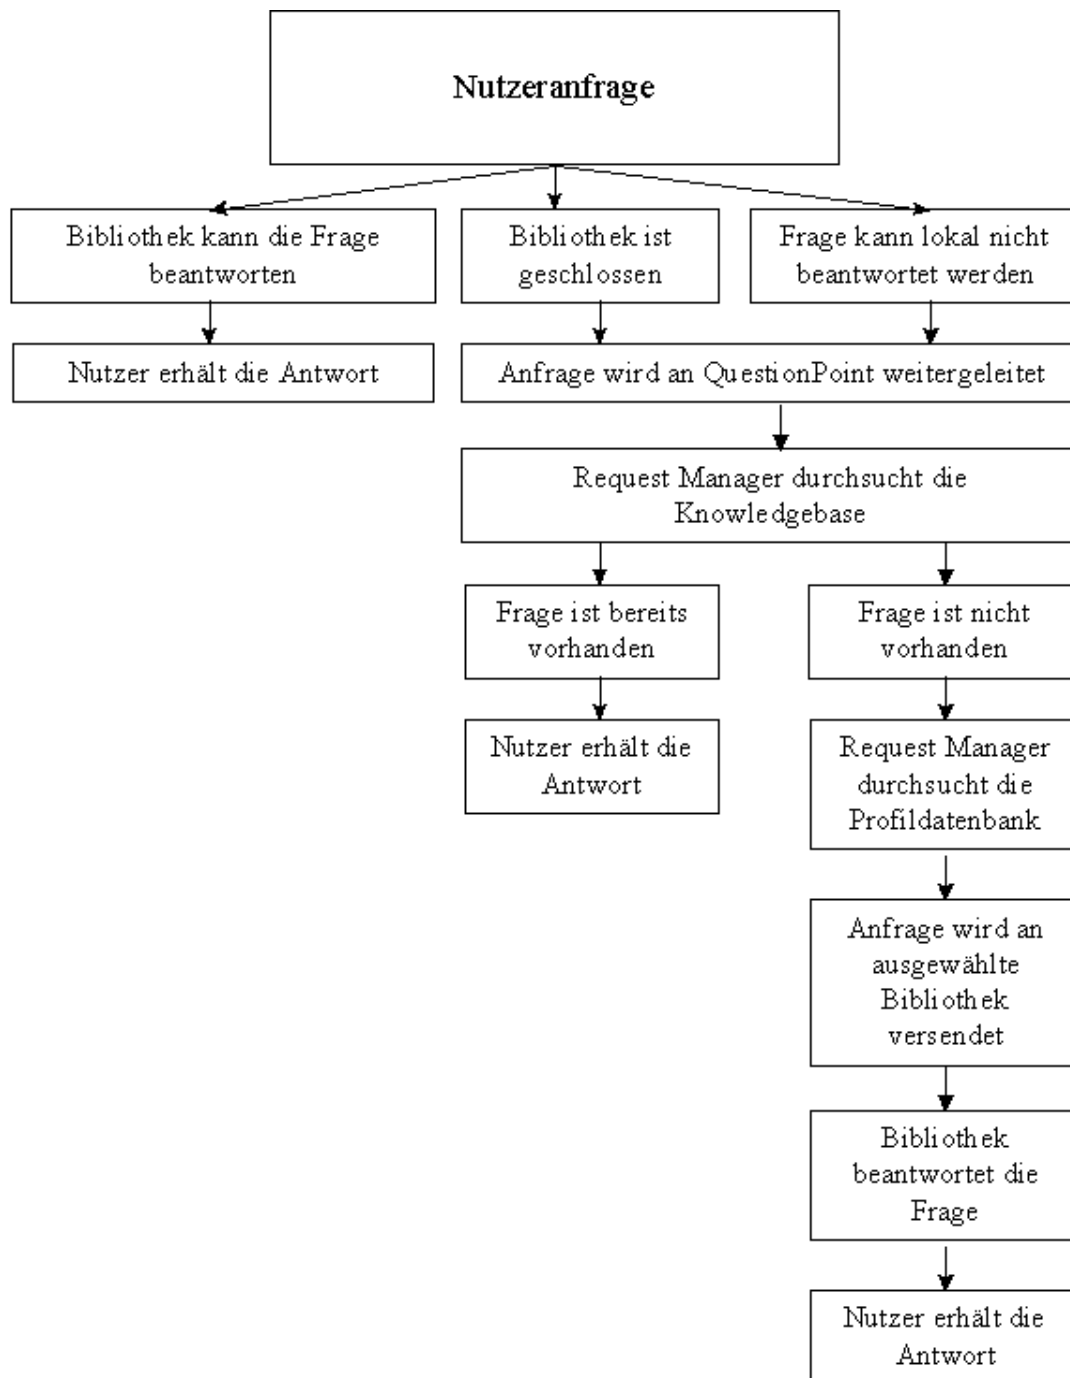 Nutzeranfrage
Bibliothek kann die Frage
beantworten
Bibliothek ist
geschlossen
Frage kann lokal nicht
beantwortet werden
Nutzer erhält die Antwort
Anfrage wird an QuestionPoint weitergeleitet
Request Manager durchsucht die
Knowledgebase
Frage ist bereits
vorhanden
Frage ist nicht
vorhanden
Nutzer erhält die
Antwort
Request Manager
durchsucht die
Profildatenbank
Anfrage wird an
ausgewählte
Bibliothek
versendet
Bibliothek
beantwortet die
Frage
Nutzer erhält die
Antwort